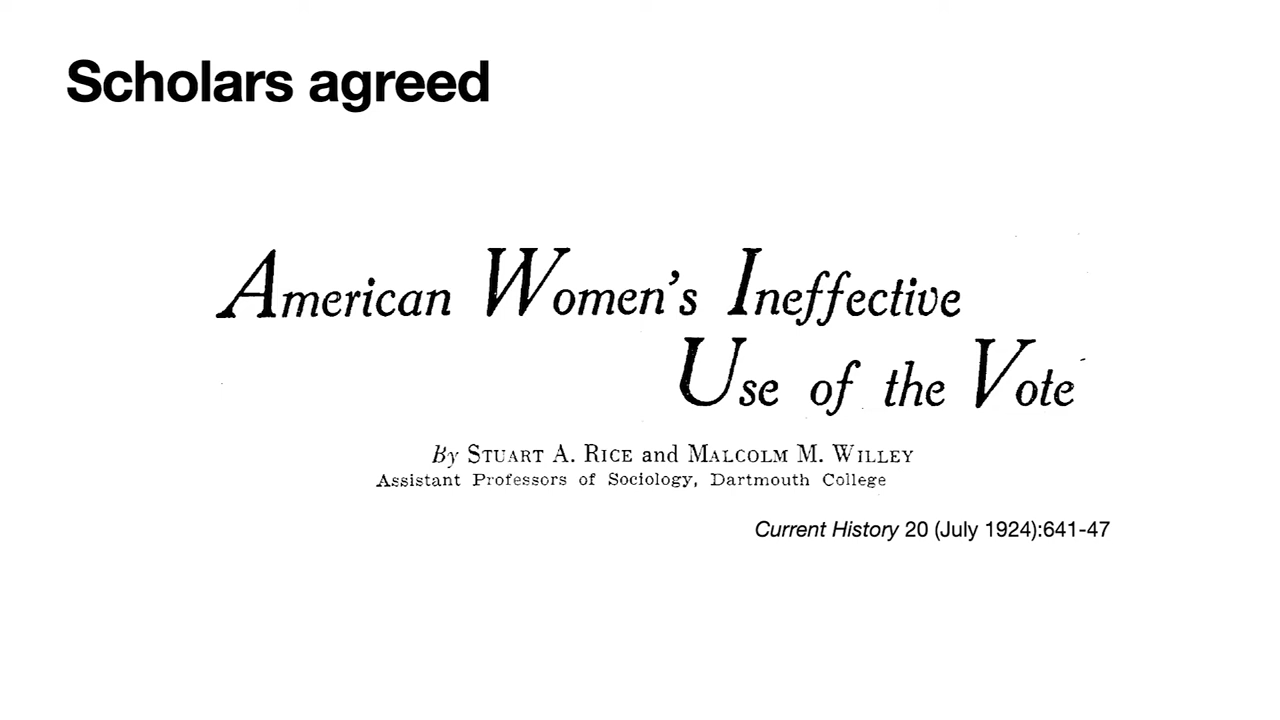 Scholars agreed
American Women's Ineffective
Use of the Vote
By STUART A. RICE and MALCOLM M. WILLEY
Assistant Professors of Sociology, Dartmouth College
Current History 20 (July 1924):641-47